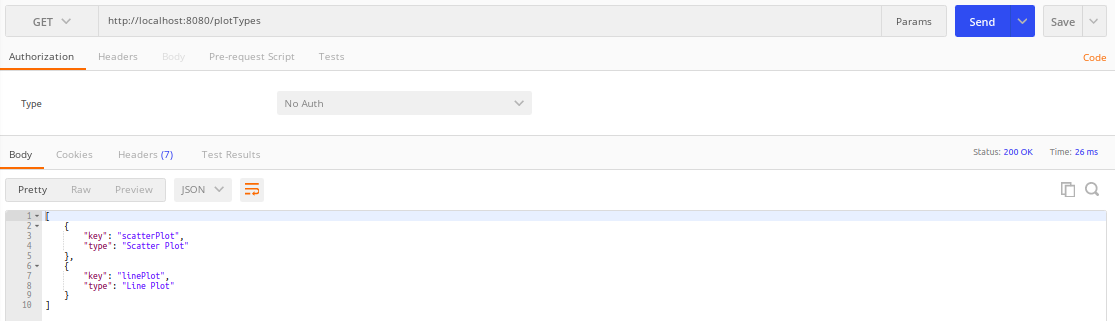 GET http://localhost:8080/plotTypes Params Send Save
Authorization Headers Body Pre-request Script Tests Code
Type No Auth
Body Cookies Headers (7) Test Results Status: 200 OK Time: 26 ms
Pretty Raw Preview JSON
1 [
2 {
3 "key": "scatterPlot",
4 "type": "Scatter Plot"
5 },
6 {
7 "key": "linePlot",
8 "type": "Line Plot"
9 }
10 ]